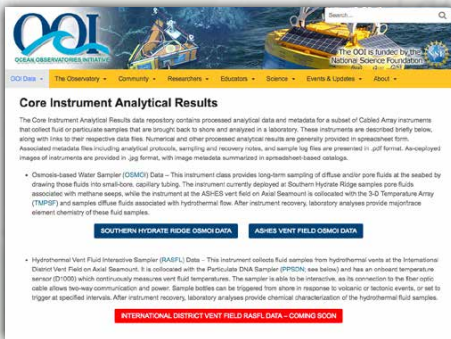 Search...
OOI
OCEAN OBSERVATORIES INITIATIVE
The OOI is funded by the
National Science Foundation
OOI Data The Observatory Community Researchers Educators Science Events & Updates About
Core Instrument Analytical Results
The Core Instrument Analytical Results data repository contains processed analytical data and metadata for a subset of Cabled Array instruments
that collect fluid or particulate samples that are brought back to shore and analyzed in a laboratory. These instruments are described briefly below,
along with links to their respective data files. Numerical and other processed analytical results are generally provided in spreadsheet form.
Associated metadata files including analytical protocols, sampling and recovery notes, and sample log files are presented in .pdf format. As-deployed
images of instruments are provided in .jpg format, with image metadata summarized in spreadsheet-based catalogs.
• Osmosis-based Water Sampler (OSMOI) Data – This instrument class provides long-term sampling of diffuse and/or pore fluids at the seabed by
drawing those fluids into small-bore, capillary tubing. The instrument currently deployed at Southern Hydrate Ridge samples pore fluids
associated with methane seeps, while the instrument at the ASHES vent field on Axial Seamount is collocated with the 3-D Temperature Array
(TMPSF) and samples diffuse fluids associated with hydrothermal flow. After instrument recovery, laboratory analyses provide major/trace
element chemistry of these fluid samples.
SOUTHERN HYDRATE RIDGE OSMOI DATA ASHES VENT FIELD OSMOI DATA
• Hydrothermal Vent Fluid Interactive Sampler (RASFL) Data – This instrument collects fluid samples from hydrothermal vents at the International
District Vent Field on Axial Seamount. It is collocated with the Particulate DNA Sampler (PPSDN; see below) and has an onboard temperature
sensor (D1000) which continuously measures vent fluid temperatures. The sampler is able to be interactive, as its connection to the fiber optic
cable allows two-way communication and power. Sample bottles can be triggered from shore in response to volcanic or tectonic events, or set to
trigger at specified intervals. After instrument recovery, laboratory analyses provide chemical characterization of the hydrothermal fluid samples.
INTERNATIONAL DISTRICT VENT FIELD RASFL DATA – COMING SOON